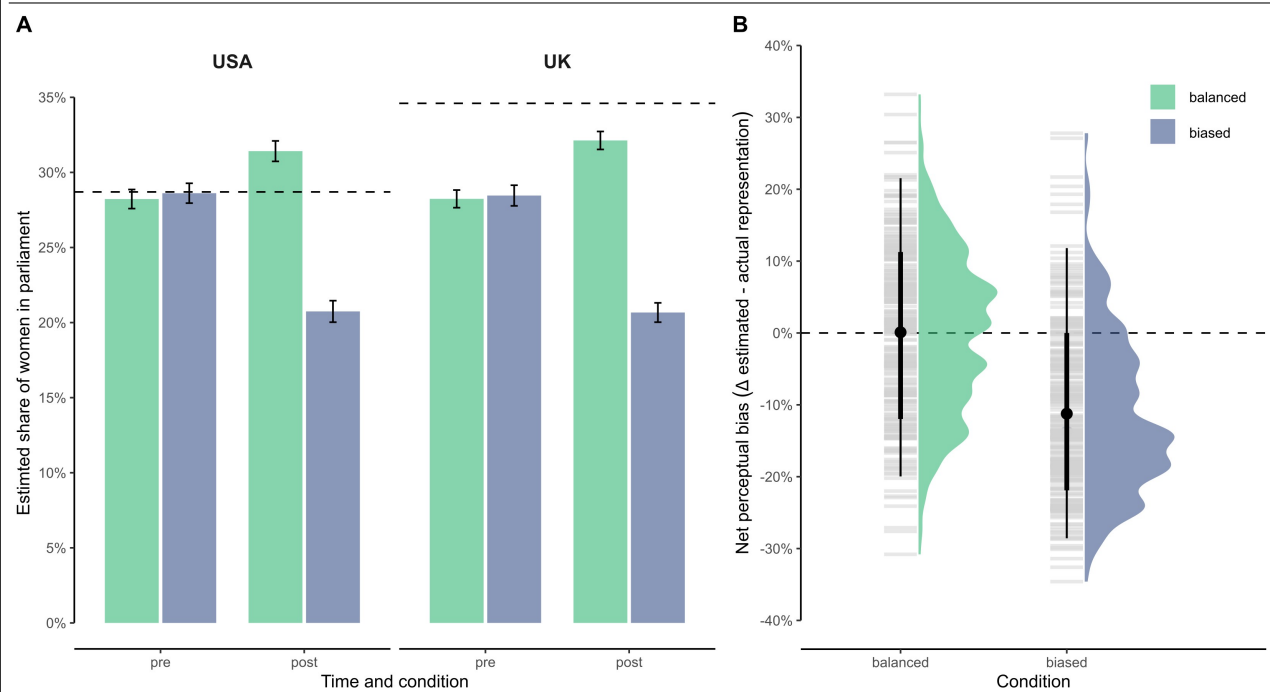 A
USA
UK
Estimted share of women in parliament
35%
30%
25%
20%
15%
10%
5%
0%
pre
post
pre
post
Time and condition
B
Net perceptual bias (Δ estimated - actual representation)
40%
30%
20%
10%
0%
-10%
-20%
-30%
-40%
balanced
biased
balanced
biased
Condition